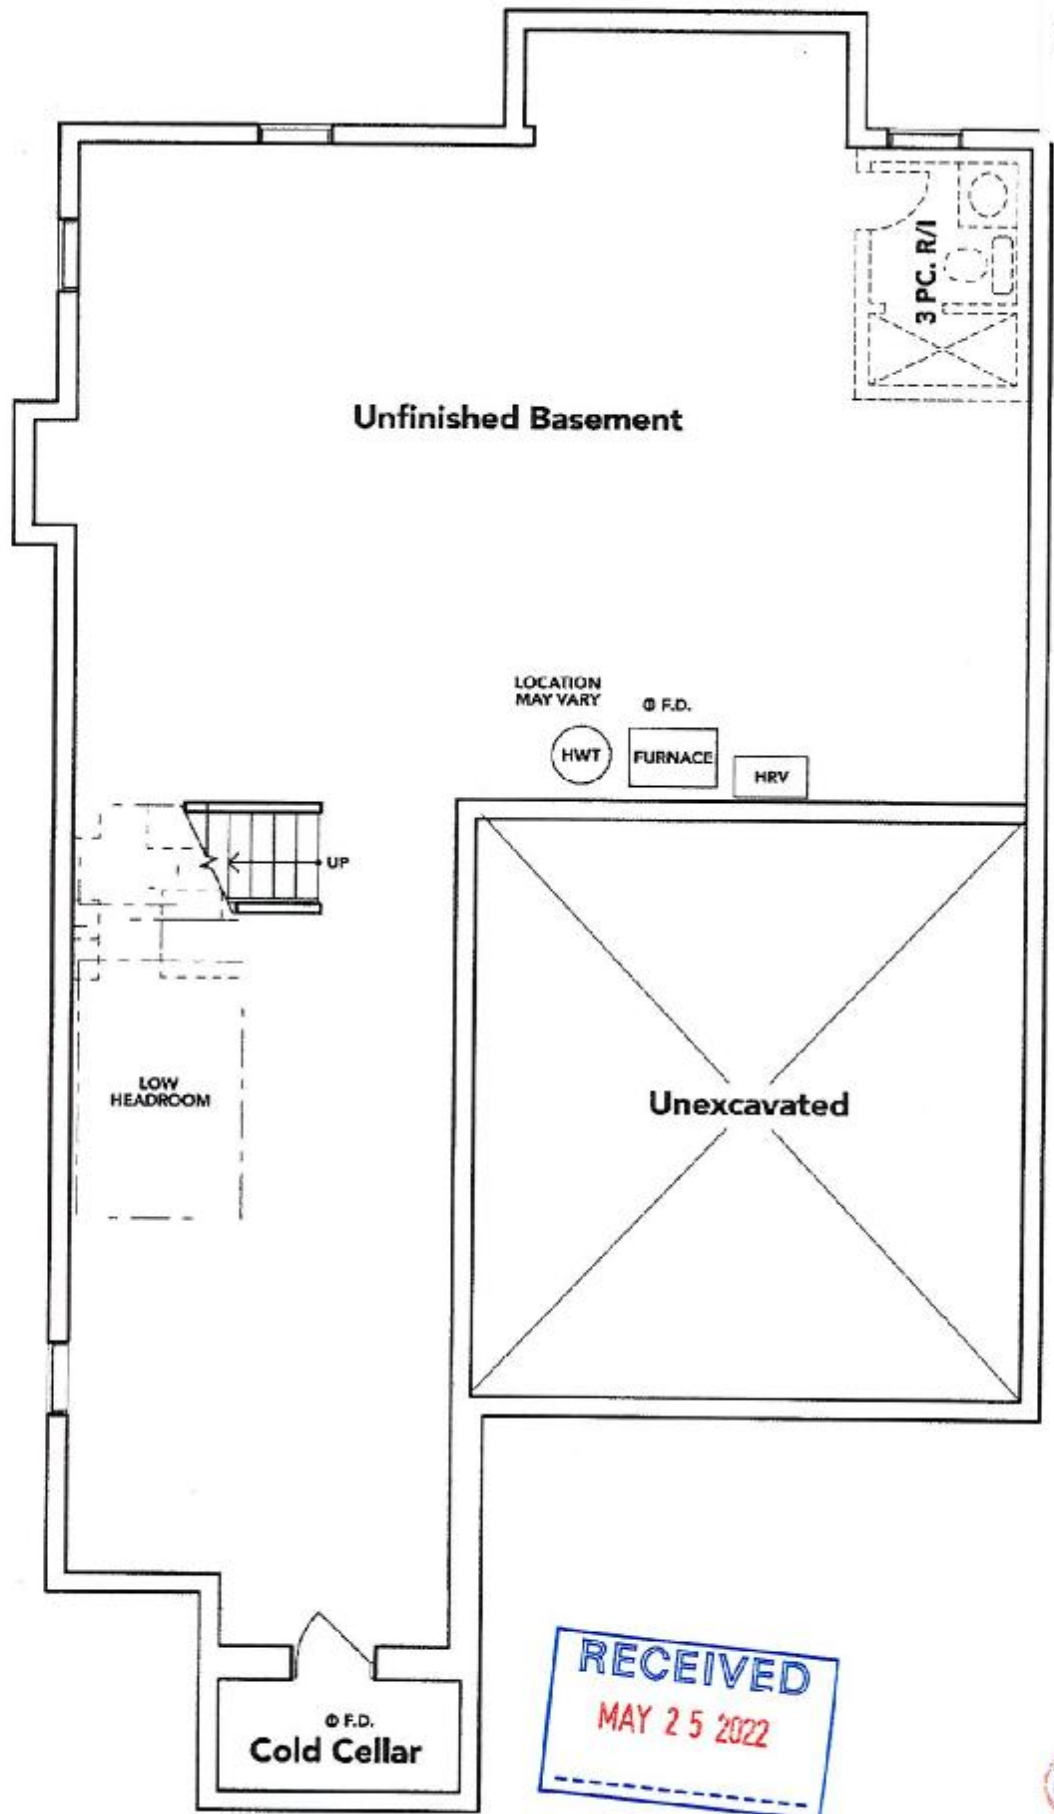 3 PC. R/I
Unfinished Basement
LOCATION
MAY VARY
F.D.
HWT
FURNACE
HRV
UP
LOW
HEADROOM
Unexcavated
F.D.
Cold Cellar
RECEIVED
MAY 25 2022